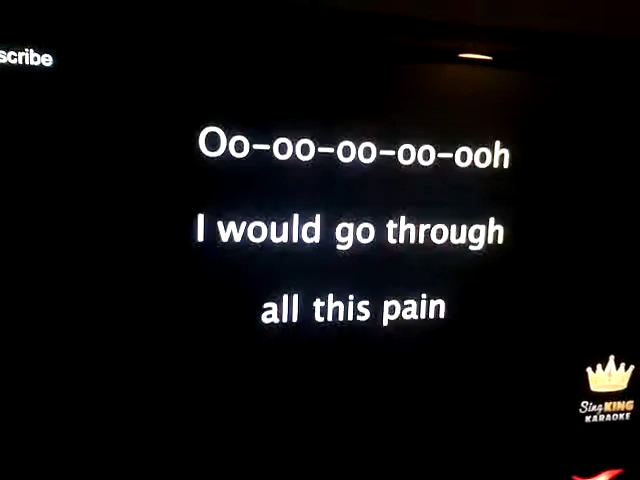 scribe
Oo-oo-oo-oo-ooh
I would go through
all this pain
Sing KING
KARAOKE